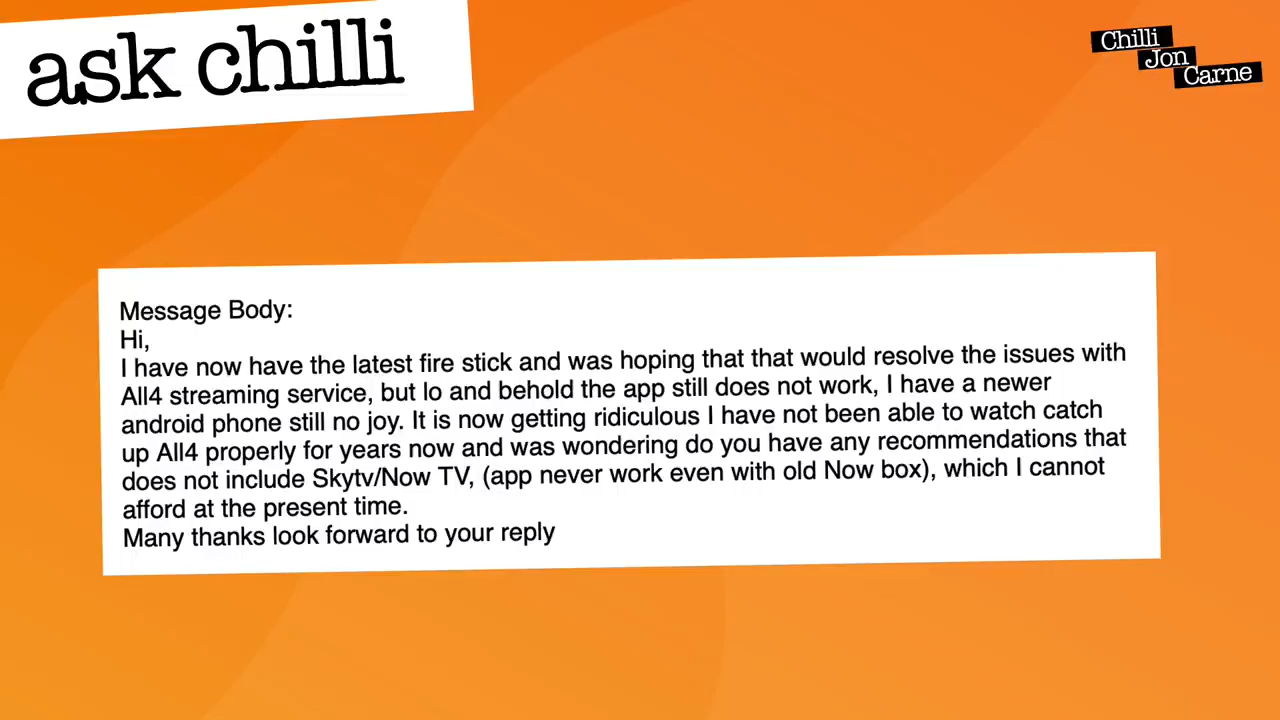 ask chilli
Chilli
Jon
Carne
Message Body:
Hi,
I have now have the latest fire stick and was hoping that that would resolve the issues with
All4 streaming service, but lo and behold the app still does not work, I have a newer
android phone still no joy. It is now getting ridiculous I have not been able to watch catch
up All4 properly for years now and was wondering do you have any recommendations that
does not include Skytv/Now TV, (app never work even with old Now box), which I cannot
afford at the present time.
Many thanks look forward to your reply